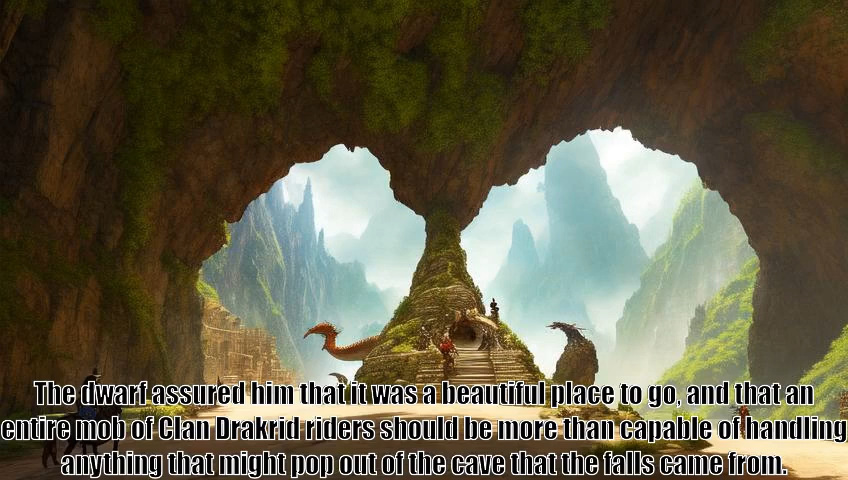 The dwarf assured him that it was a beautiful place to go, and that an
entire mob of Clan Drakrid riders should be more than capable of handling
anything that might pop out of the cave that the falls came from.